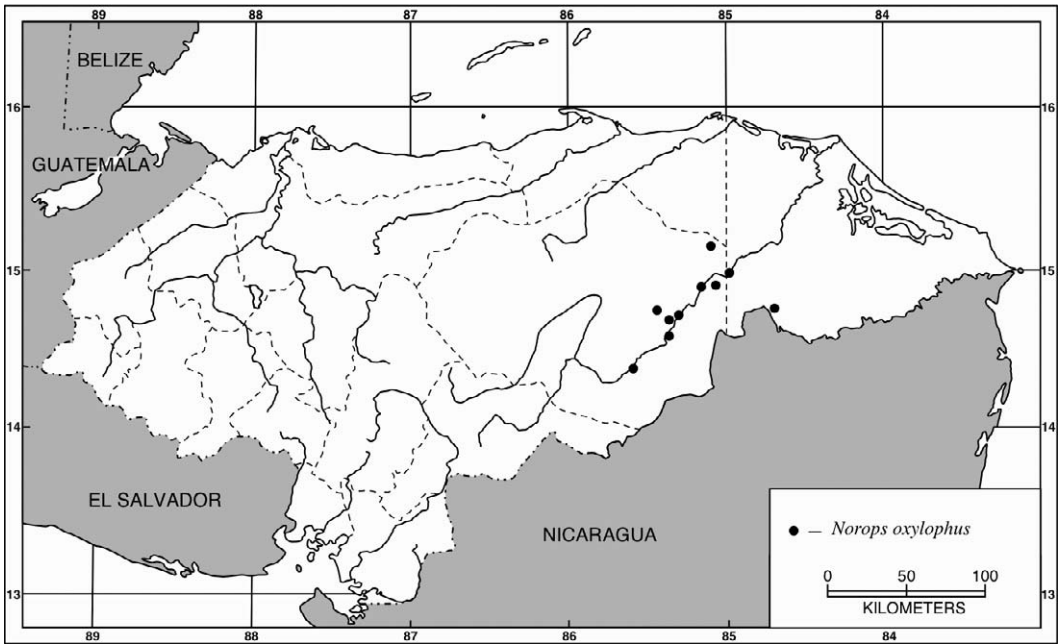 89 88 87 86 85 84
BELIZE
16 16
GUATEMALA
15 15
14 14
EL SALVADOR
NICARAGUA
● – Norops oxylophus
0 50 100
KILOMETERS
13 13
89 88 87 86 85 84